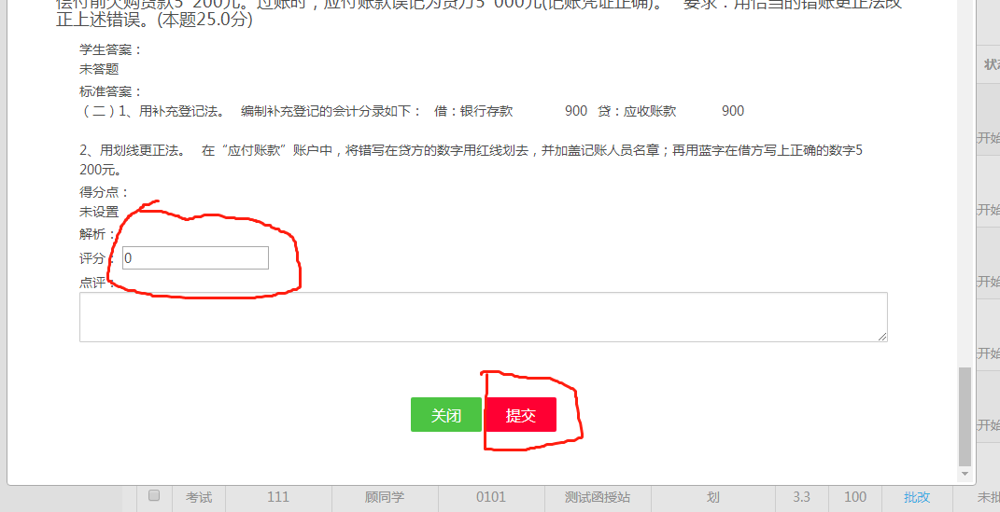 偿付前欠购货款5 200元。过账时，应付账款误记为贷方5 000元(记账凭证正确)。 要求：用恰当的错账更正法改
正上述错误。(本题25.0分)
学生答案：
未答题
标准答案：
（二）1、用补充登记法。 编制补充登记的会计分录如下： 借：银行存款 900 贷：应收账款 900
2、用划线更正法。 在“应付账款”账户中，将错写在贷方的数字用红线划去，并加盖记账人员名章；再用蓝字在借方写上正确的数字5
200元。
得分点：
未设置
解析：
评分： 0
点评：
关闭 提交
状态
开始
开始
开始
开始
开始
考试 111 顾同学 0101 测试函授站 划 3.3 100 批改 未批